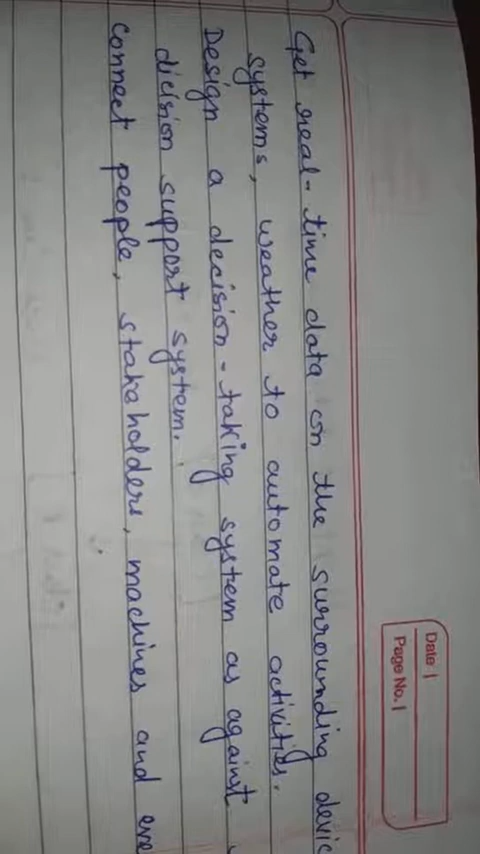 Date |
Page No. |
Get real-time data on the surrounding devic
systems, weather to automate activities.
Design a decision-taking system as against
dicision support system.
connect people, stakeholders, machines and eve